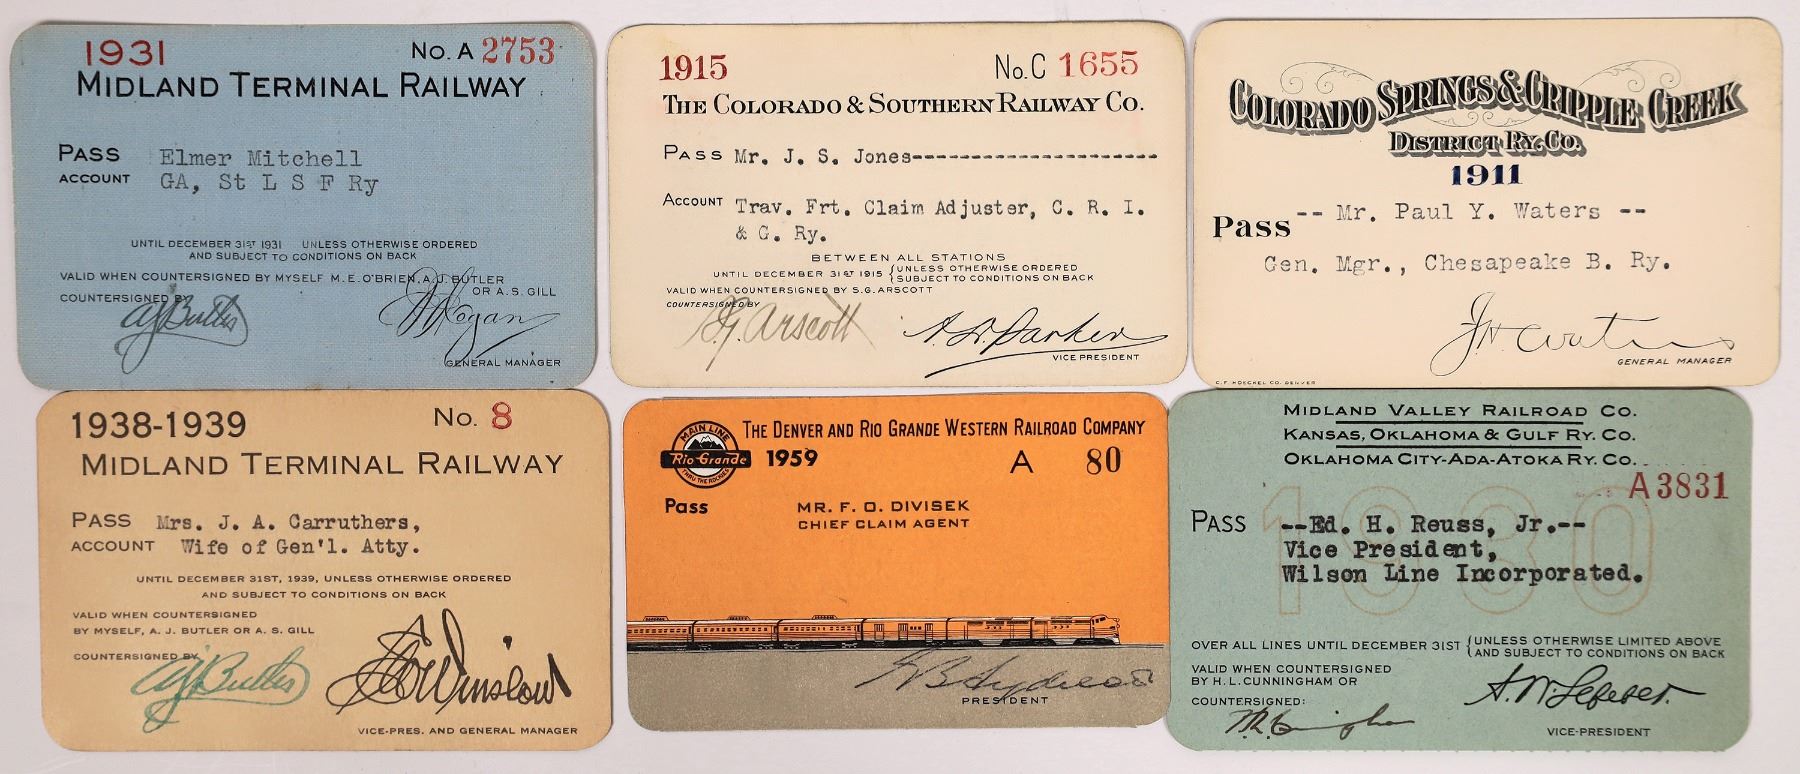 1931 No. A 2753
MIDLAND TERMINAL RAILWAY
PASS Elmer Mitchell
ACCOUNT GA, St L S F Ry
UNTIL DECEMBER 31ST 1931 UNLESS OTHERWISE ORDERED
AND SUBJECT TO CONDITIONS ON BACK
VALID WHEN COUNTERSIGNED BY MYSELF M. E. O'BRIEN, A. J. BUTLER
OR A. S. GILL
COUNTERSIGNED BY
AJButler
GENERAL MANAGER
1915 No. C 1655
THE COLORADO & SOUTHERN RAILWAY CO.
PASS Mr. J. S. Jones----------------------
ACCOUNT Trav. Frt. Claim Adjuster, C. R. I.
& G. Ry.
BETWEEN ALL STATIONS
UNTIL DECEMBER 31ST 1915 { UNLESS OTHERWISE ORDERED
AND SUBJECT TO CONDITIONS ON BACK
VALID WHEN COUNTERSIGNED BY S. G. ARSCOTT
COUNTERSIGNED BY
S.G. Arscott
A D Parker
VICE PRESIDENT
COLORADO SPRINGS & CRIPPLE CREEK
DISTRICT RY. CO.
1911
Pass -- Mr. Paul Y. Waters --
Gen. Mgr., Chesapeake B. Ry.
GENERAL MANAGER
C. F. HOECKEL CO. DENVER
1938-1939 No. 8
MIDLAND TERMINAL RAILWAY
PASS Mrs. J. A. Carruthers,
ACCOUNT Wife of Gen'l. Atty.
UNTIL DECEMBER 31ST, 1939, UNLESS OTHERWISE ORDERED
AND SUBJECT TO CONDITIONS ON BACK
VALID WHEN COUNTERSIGNED
BY MYSELF, A. J. BUTLER OR A. S. GILL
COUNTERSIGNED BY
AJButler
VICE-PRES. AND GENERAL MANAGER
MAIN LINE
Rio Grande
THRU THE ROCKIES
THE DENVER AND RIO GRANDE WESTERN RAILROAD COMPANY
1959 A 80
Pass MR. F. O. DIVISEK
CHIEF CLAIM AGENT
PRESIDENT
MIDLAND VALLEY RAILROAD CO.
KANSAS, OKLAHOMA & GULF RY. CO.
OKLAHOMA CITY-ADA-ATOKA RY. CO.
A 3831
1930
PASS --Ed. H. Reuss, Jr.--
Vice President,
Wilson Line Incorporated.
OVER ALL LINES UNTIL DECEMBER 31ST { UNLESS OTHERWISE LIMITED ABOVE
AND SUBJECT TO CONDITIONS ON BACK
VALID WHEN COUNTERSIGNED
BY H. L. CUNNINGHAM OR
COUNTERSIGNED:
VICE-PRESIDENT